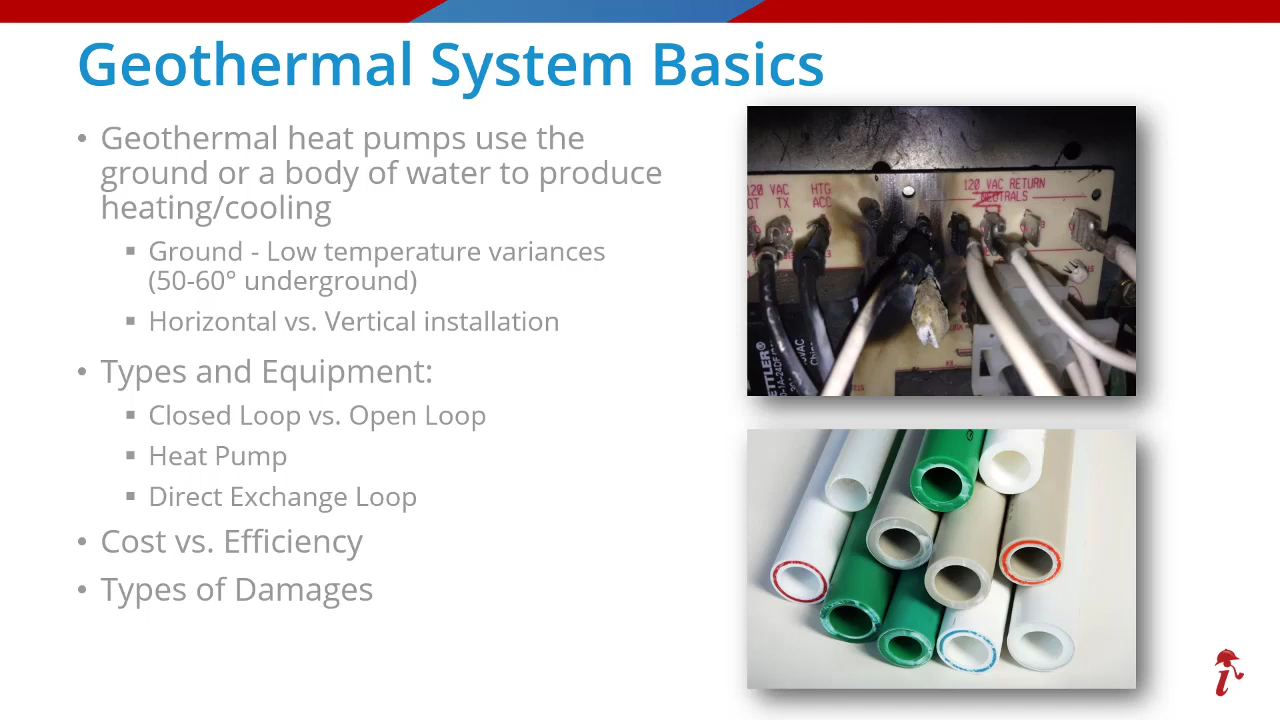 Geothermal System Basics
• Geothermal heat pumps use the
ground or a body of water to produce
heating/cooling
▪ Ground - Low temperature variances
(50-60° underground)
▪ Horizontal vs. Vertical installation
• Types and Equipment:
▪ Closed Loop vs. Open Loop
▪ Heat Pump
▪ Direct Exchange Loop
• Cost vs. Efficiency
• Types of Damages
120 VAC
TX
HTG
ACC
120 VAC RETURN
NEUTRALS
i